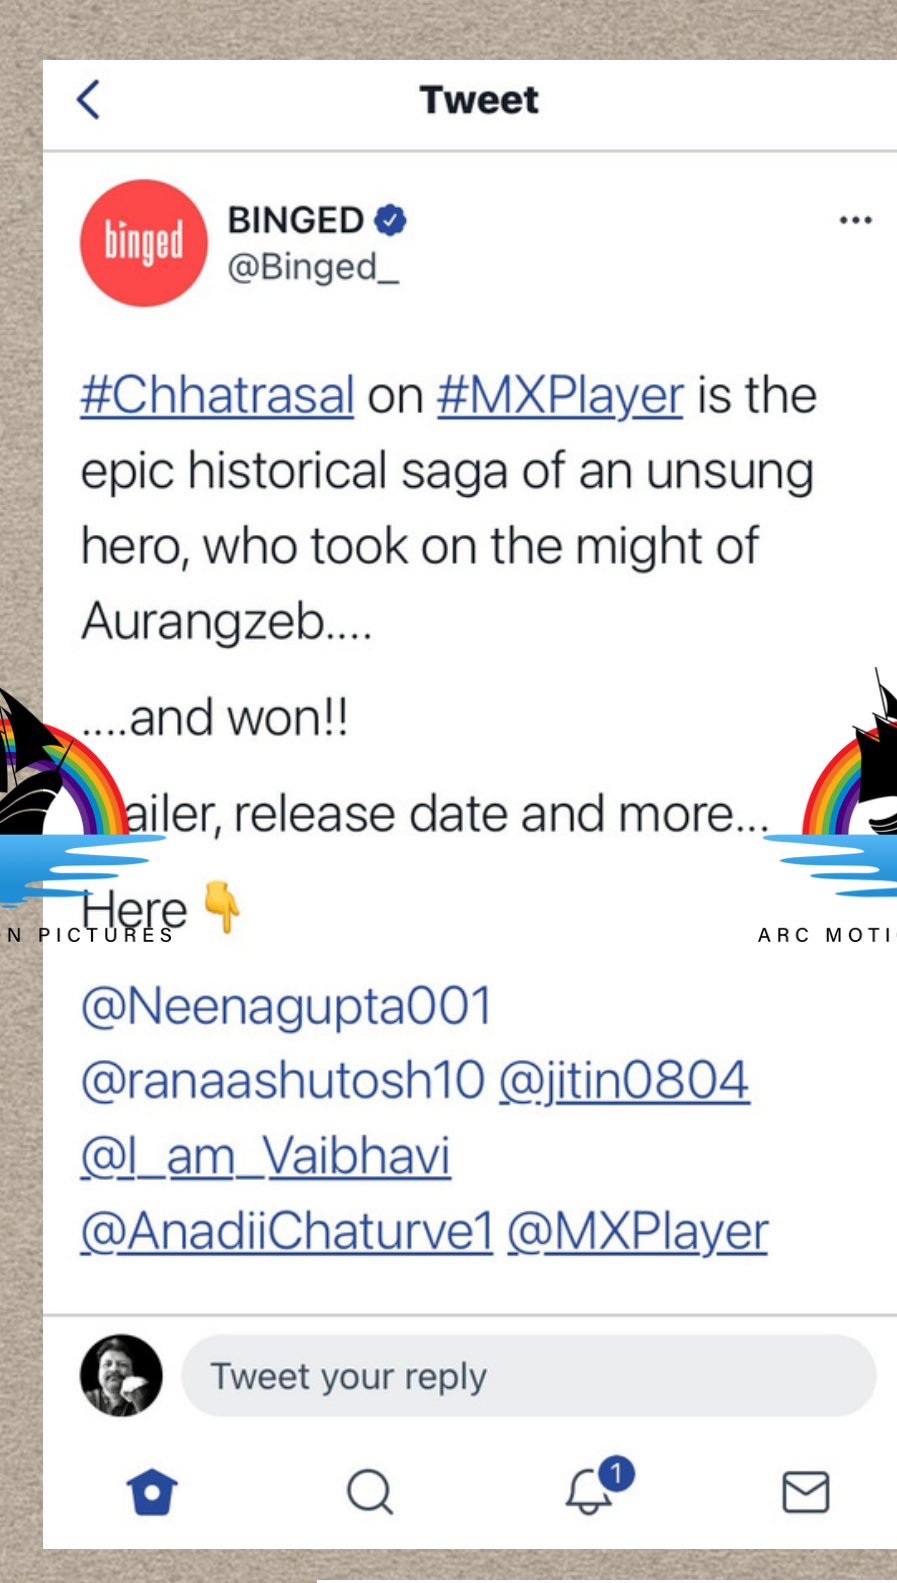 Tweet
binged
BINGED
@Binged_
#Chhatrasal on #MXPlayer is the
epic historical saga of an unsung
hero, who took on the might of
Aurangzeb....
....and won!!
ailer, release date and more...
Here 👇
N PICTURES
ARC MOTI
@Neenagupta001
@ranaashutosh10 @jitin0804
@I_am_Vaibhavi
@AnadiiChaturve1 @MXPlayer
Tweet your reply
1